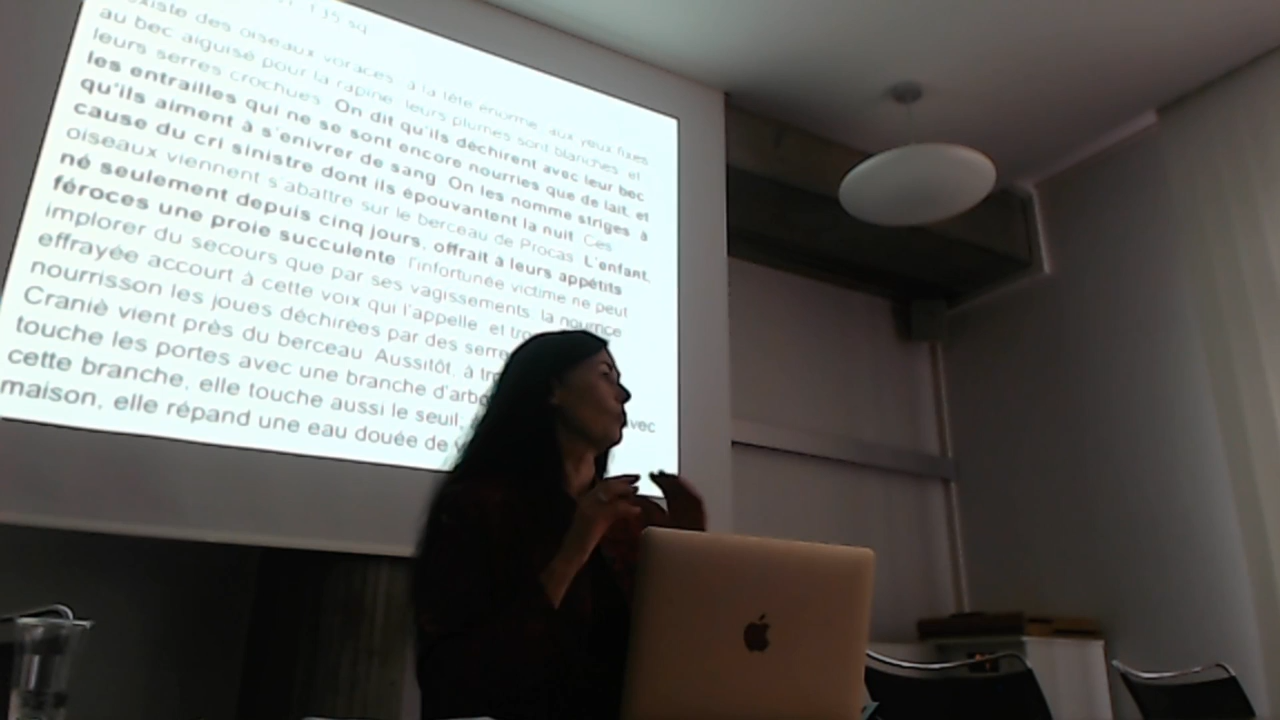 135 sq
existe des oiseaux voraces, à la tête énorme, aux yeux fixes
au bec aiguisé pour la rapine, leurs plumes sont blanches, et
leurs serres crochues. On dit qu'ils déchirent avec leur bec
les entrailles qui ne se sont encore nourries que de lait, et
qu'ils aiment à s'enivrer de sang. On les nomme striges à
cause du cri sinistre dont ils épouvantent la nuit. Ces
oiseaux viennent s'abattre sur le berceau de Procas. L'enfant,
né seulement depuis cinq jours, offrait à leurs appétits
féroces une proie succulente. l'infortunée victime ne peut
implorer du secours que par ses vagissements, la nourrice
effrayée accourt à cette voix qui l'appelle, et
nourrisson les joues déchirées par des
Craniè vient près du berceau. Aussitôt, à
touche les portes avec une branche
cette branche, elle touche aussi le seuil, avec
maison, elle répand une eau douée de